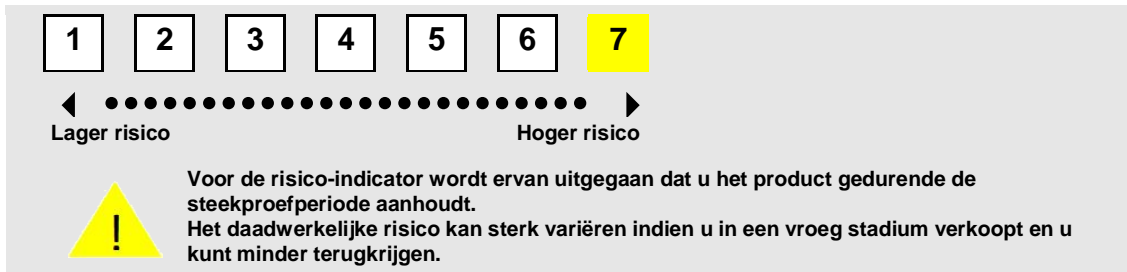 1 2 3 4 5 6 7
Lager risico Hoger risico
Voor de risico-indicator wordt ervan uitgegaan dat u het product gedurende de
steekproefperiode aanhoudt.
Het daadwerkelijke risico kan sterk variëren indien u in een vroeg stadium verkoopt en u
! kunt minder terugkrijgen.